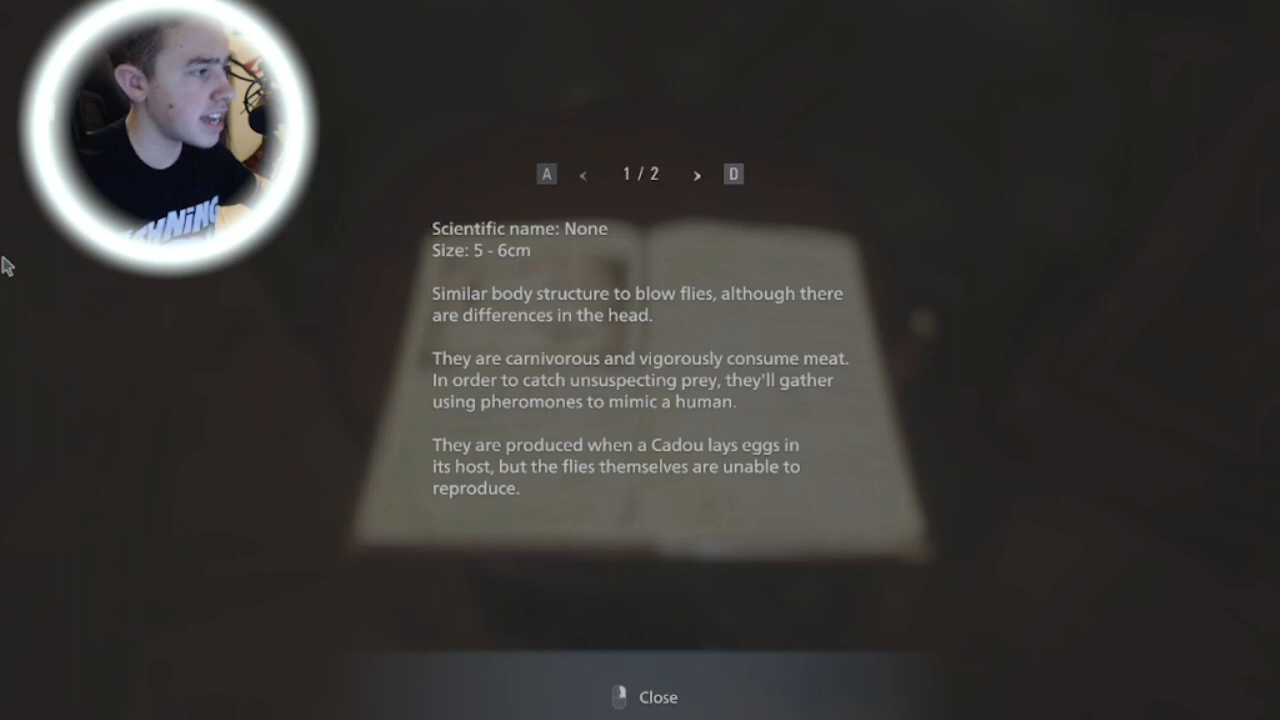 A < 1 / 2 > D
Scientific name: None
Size: 5 - 6cm
Similar body structure to blow flies, although there
are differences in the head.
They are carnivorous and vigorously consume meat.
In order to catch unsuspecting prey, they'll gather
using pheromones to mimic a human.
They are produced when a Cadou lays eggs in
its host, but the flies themselves are unable to
reproduce.
Close